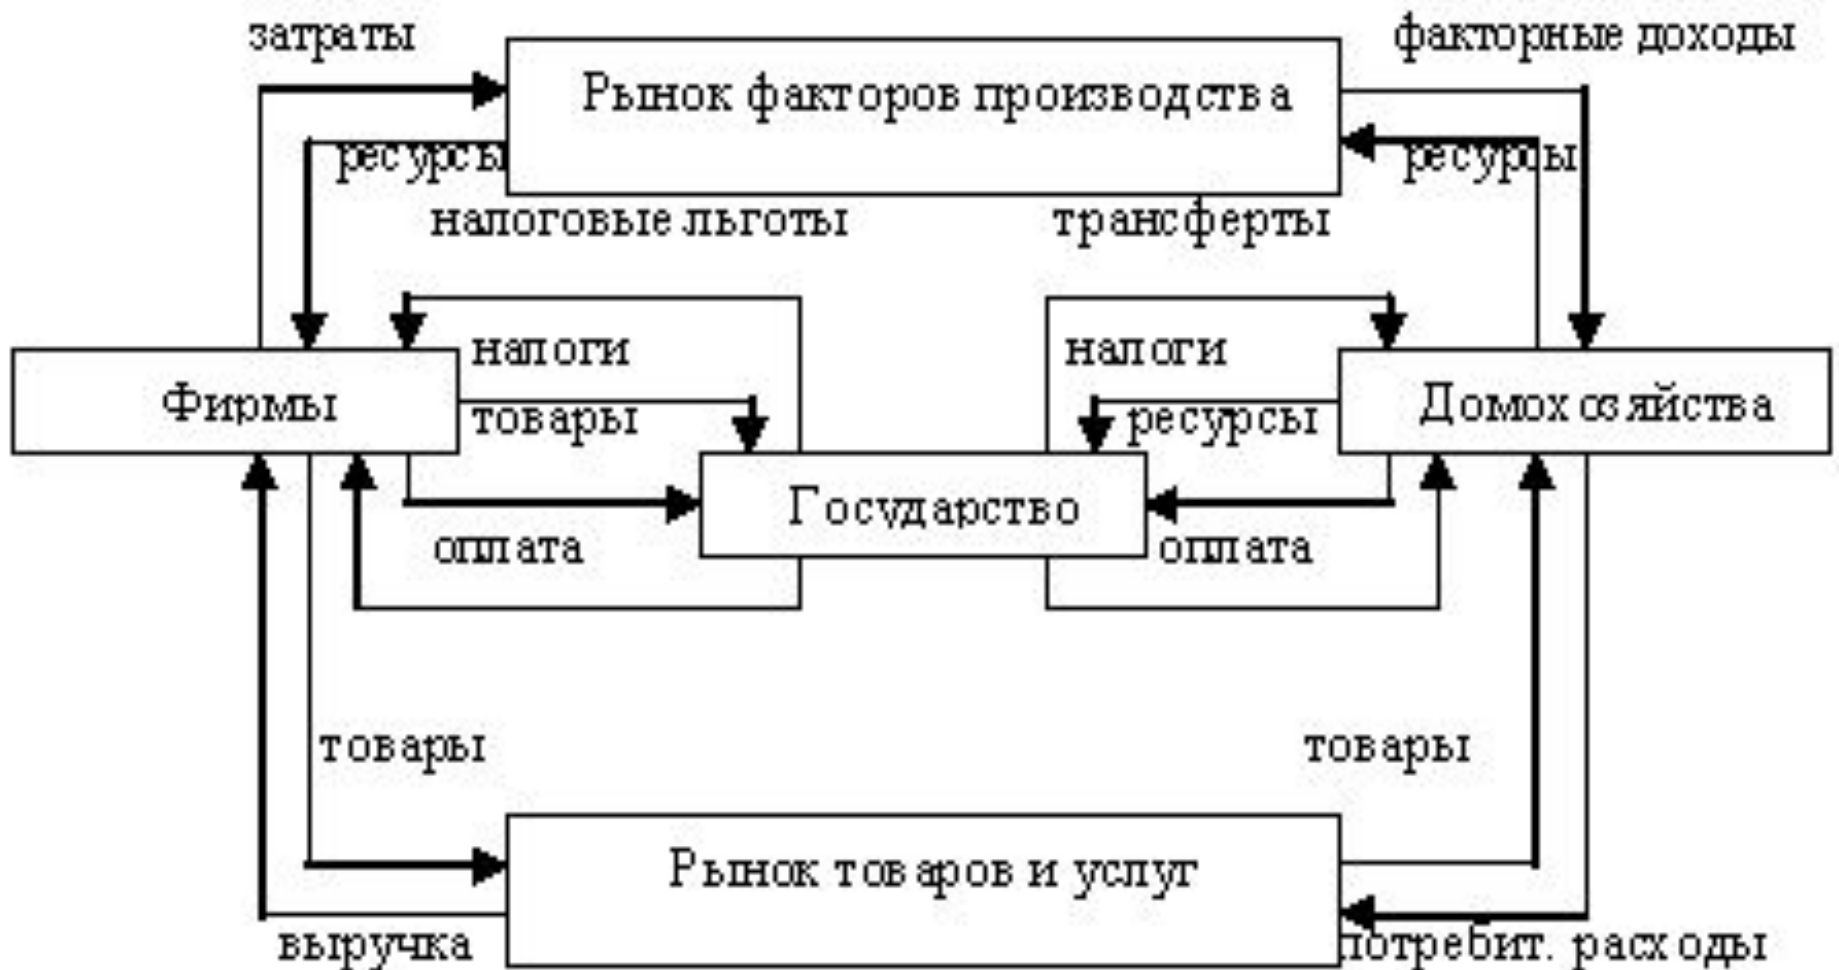 затраты
факторные доходы
Рынок факторов производства
ресурсы
ресурсы
налоговые льготы
трансферты
налоги
налоги
Фирмы
товары
ресурсы
Домохозяйства
Государство
оплата
оплата
товары
товары
Рынок товаров и услуг
выручка
потребит. расходы